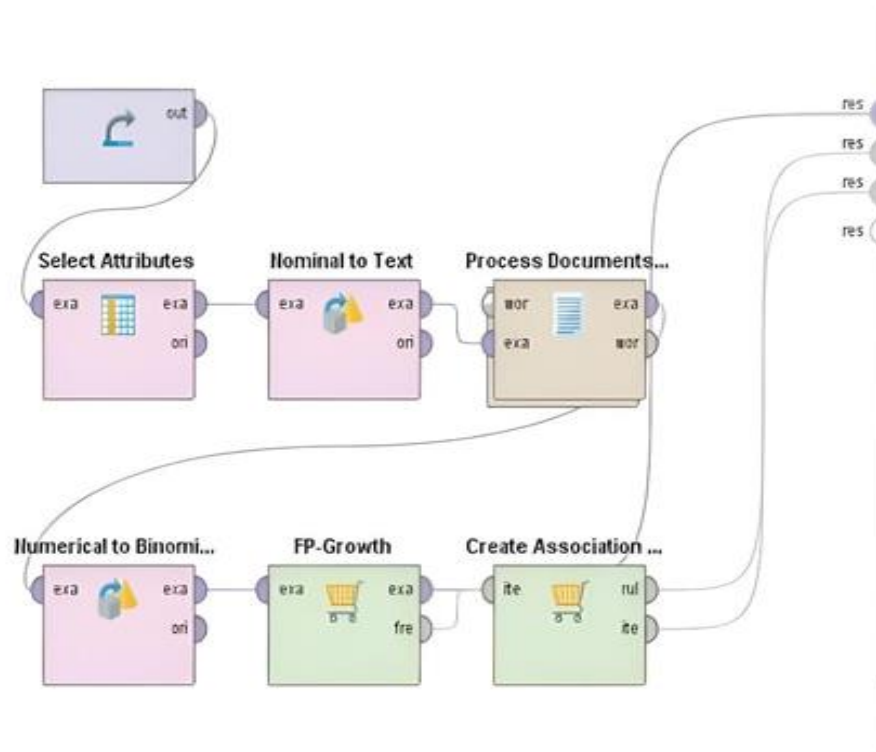 out
res
res
res
res
Select Attributes
Nominal to Text
Process Documents...
exa exa
ori
exa exa
ori
wor exa
exa wor
Numerical to Binomi...
FP-Growth
Create Association ...
exa exa
ori
exa exa
fre
ite rul
ite